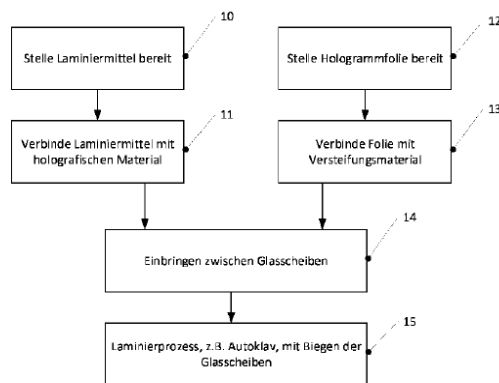 10
Stelle Laminiermittel bereit
12
Stelle Hologrammfolie bereit
11
Verbinde Laminiermittel mit
holografischen Material
13
Verbinde Folie mit
Versteifungsmaterial
14
Einbringen zwischen Glasscheiben
15
Laminierprozess, z.B. Autoklav, mit Biegen der
Glasscheiben